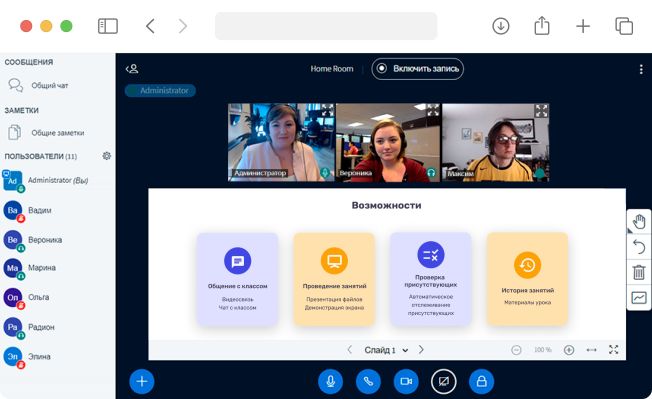 СООБЩЕНИЯ
Общий чат
ЗАМЕТКИ
Общие заметки
ПОЛЬЗОВАТЕЛИ (11)
Ad
Administrator (Вы)
Ва
Вадим
Ве
Вероника
Ма
Марина
Ол
Ольга
Ра
Радион
Эл
Элина
Home Room
Включить запись
Administrator
Администратор
Вероника
Максим
Возможности
Общение с классом
Видеосвязь
Чат с классом
Проведение занятий
Презентация файлов
Демонстрация экрана
Проверка
присутствующих
Автоматическое
отслеживание
присутствующих
История занятий
Материалы урока
Слайд 1
100 %